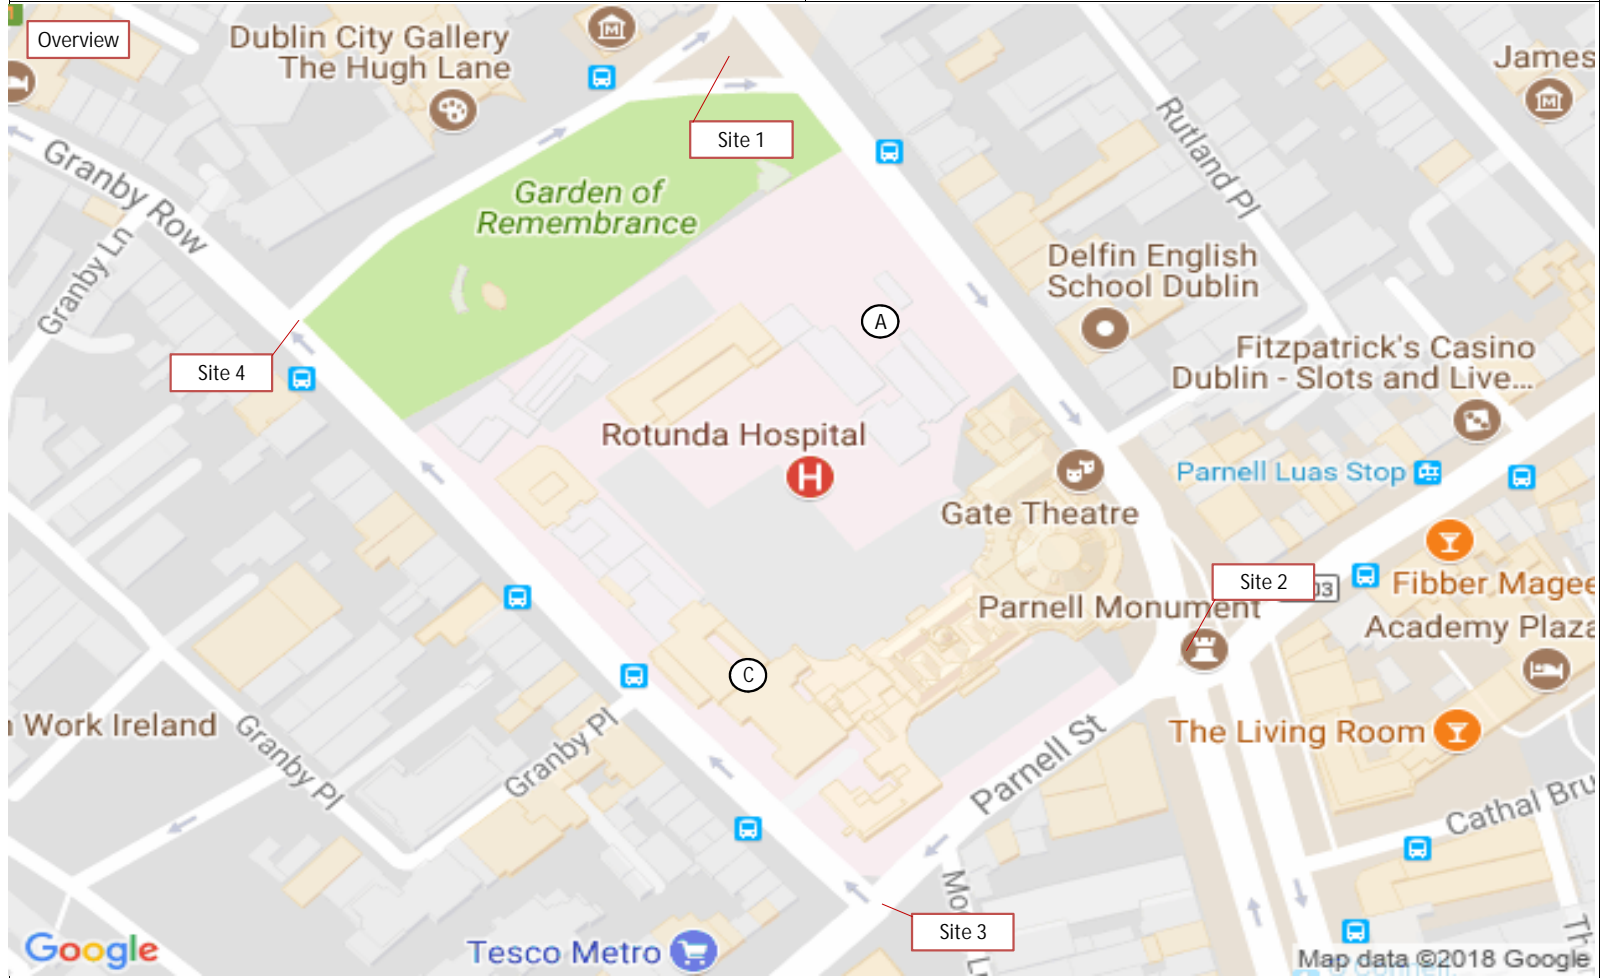 Overview
Dublin City Gallery
The Hugh Lane
James
Site 1
Granby Row
Rutland Pl
Garden of
Remembrance
Granby Ln
Delfin English
School Dublin
A
Fitzpatrick's Casino
Dublin - Slots and Live...
Site 4
Rotunda Hospital
H
Parnell Luas Stop
Gate Theatre
Site 2
03
Fibber Magee
Parnell Monument
Academy Plaza
C
Work Ireland
Granby Pl
Granby Pl
Parnell St
The Living Room
Cathal Bru
Site 3
Google
Tesco Metro
Map data ©2018 Google